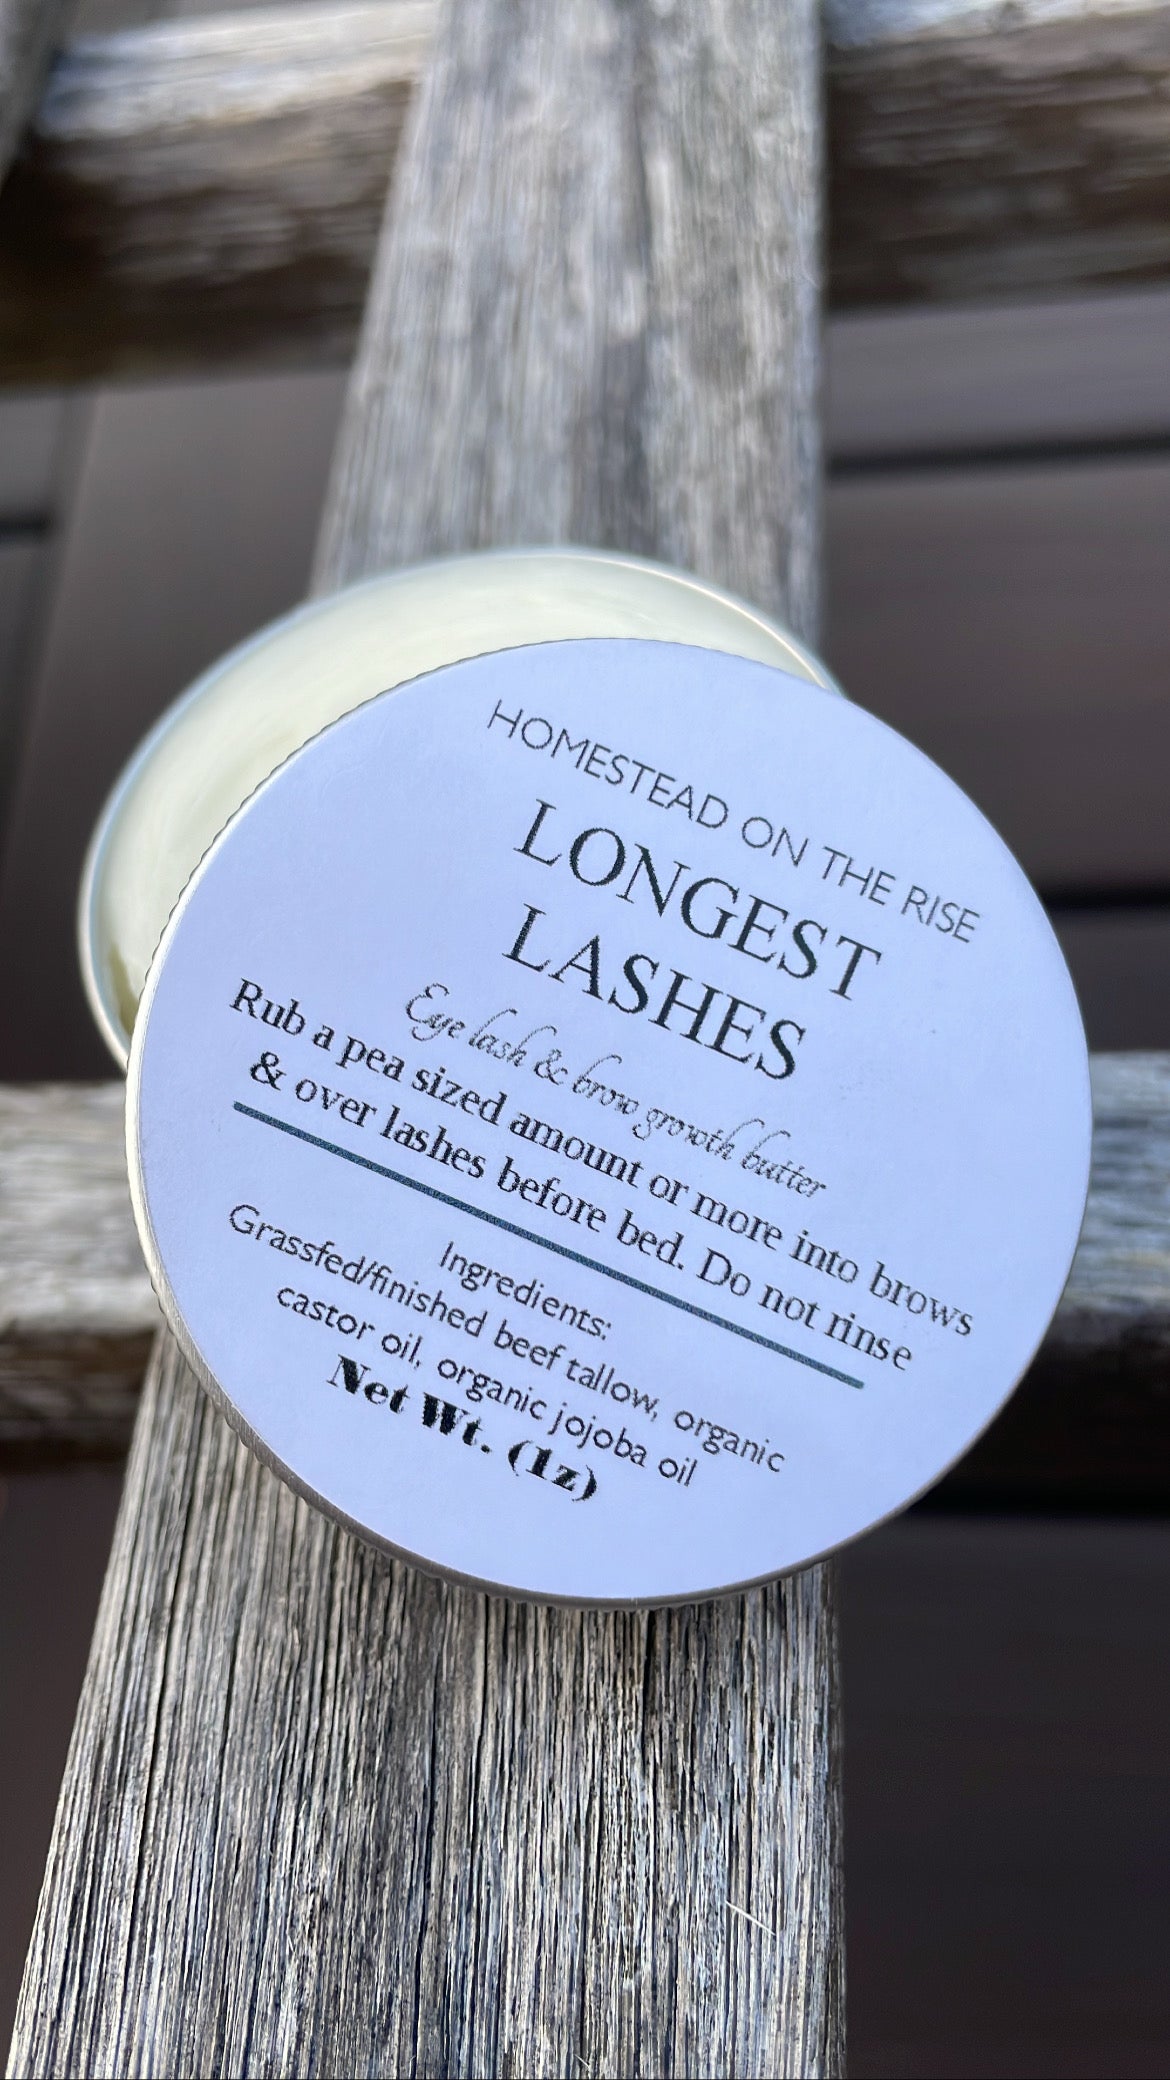 HOMESTEAD ON THE RISE
LONGEST
LASHES
Eye lash & brow growth butter
Rub a pea sized amount or more into brows
& over lashes before bed. Do not rinse
Ingredients:
Grassfed/finished beef tallow, organic
castor oil, organic jojoba oil
Net Wt. (1z)